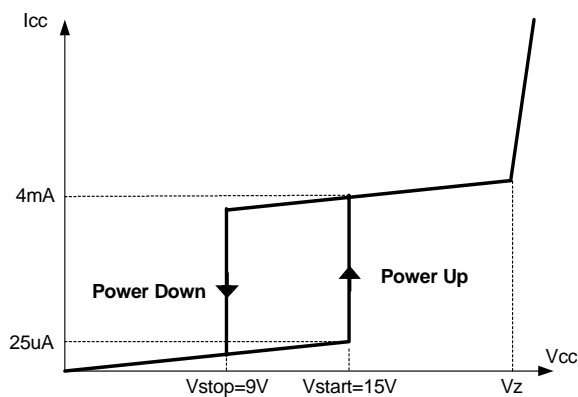 Icc
4mA
Power Down
Power Up
25uA
Vcc
Vstop=9V
Vstart=15V
Vz